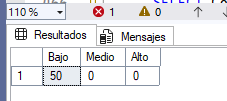 110 % 1 0
Resultados Mensajes
Bajo Medio Alto
1 50 0 0